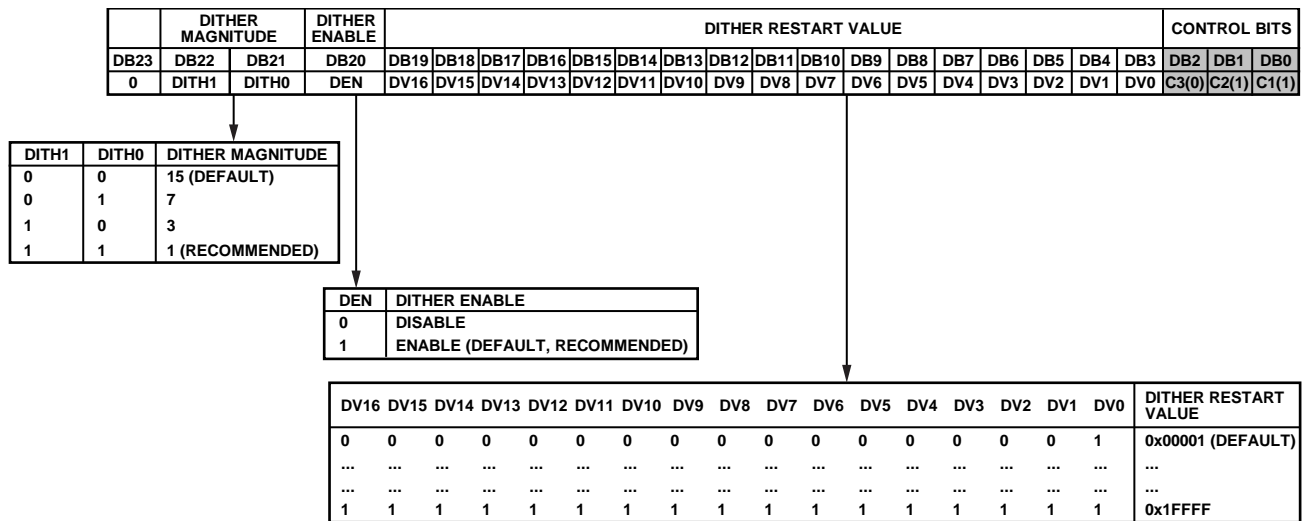 DITHER MAGNITUDE DITHER ENABLE DITHER RESTART VALUE CONTROL BITS
DB23 DB22 DB21 DB20 DB19 DB18 DB17 DB16 DB15 DB14 DB13 DB12 DB11 DB10 DB9 DB8 DB7 DB6 DB5 DB4 DB3 DB2 DB1 DB0
0 DITH1 DITH0 DEN DV16 DV15 DV14 DV13 DV12 DV11 DV10 DV9 DV8 DV7 DV6 DV5 DV4 DV3 DV2 DV1 DV0 C3(0) C2(1) C1(1)
DITH1 DITH0 DITHER MAGNITUDE
0 0 15 (DEFAULT)
0 1 7
1 0 3
1 1 1 (RECOMMENDED)
DEN DITHER ENABLE
0 DISABLE
1 ENABLE (DEFAULT, RECOMMENDED)
DV16 DV15 DV14 DV13 DV12 DV11 DV10 DV9 DV8 DV7 DV6 DV5 DV4 DV3 DV2 DV1 DV0 DITHER RESTART VALUE
0 0 0 0 0 0 0 0 0 0 0 0 0 0 0 0 1 0x00001 (DEFAULT)
... ... ... ... ... ... ... ... ... ... ... ... ... ... ... ... ... ...
... ... ... ... ... ... ... ... ... ... ... ... ... ... ... ... ... ...
1 1 1 1 1 1 1 1 1 1 1 1 1 1 1 1 1 0x1FFFF